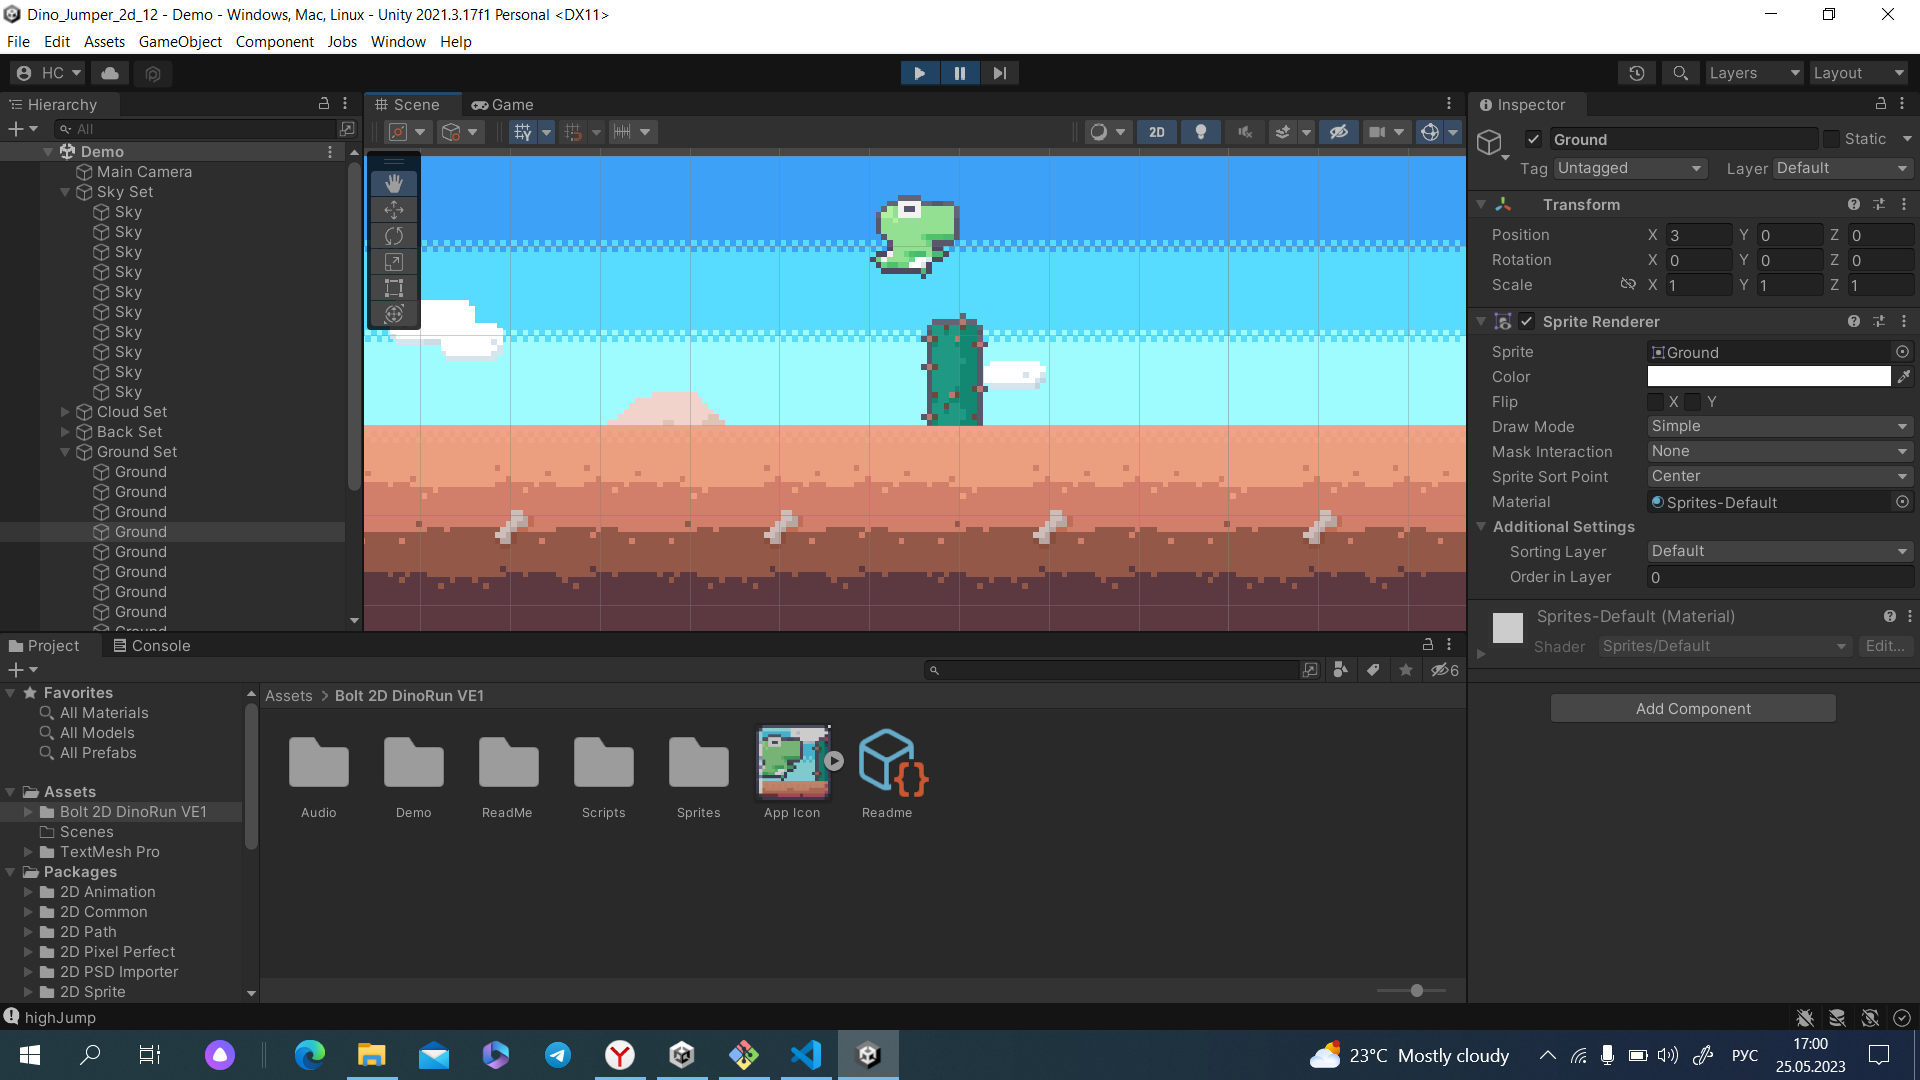 Dino_Jumper_2d_12 - Demo - Windows, Mac, Linux - Unity 2021.3.17f1 Personal <DX11>
File Edit Assets GameObject Component Jobs Window Help
HC
Layers
Layout
Hierarchy
All
Demo
Main Camera
Sky Set
Sky
Sky
Sky
Sky
Sky
Sky
Sky
Sky
Sky
Sky
Cloud Set
Back Set
Ground Set
Ground
Ground
Ground
Ground
Ground
Ground
Ground
Ground
Ground
Scene
Game
2D
Inspector
Ground
Static
Tag Untagged
Layer Default
Transform
Position X 3 Y 0 Z 0
Rotation X 0 Y 0 Z 0
Scale X 1 Y 1 Z 1
Sprite Renderer
Sprite Ground
Color
Flip X Y
Draw Mode Simple
Mask Interaction None
Sprite Sort Point Center
Material Sprites-Default
Additional Settings
Sorting Layer Default
Order in Layer 0
Sprites-Default (Material)
Shader Sprites/Default Edit...
Add Component
Project
Console
6
Favorites
All Materials
All Models
All Prefabs
Assets
Bolt 2D DinoRun VE1
Scenes
TextMesh Pro
Packages
2D Animation
2D Common
2D Path
2D Pixel Perfect
2D PSD Importer
2D Sprite
Assets > Bolt 2D DinoRun VE1
Audio
Demo
ReadMe
Scripts
Sprites
App Icon
Readme
highJump
23°C Mostly cloudy
РУС
17:00
25.05.2023